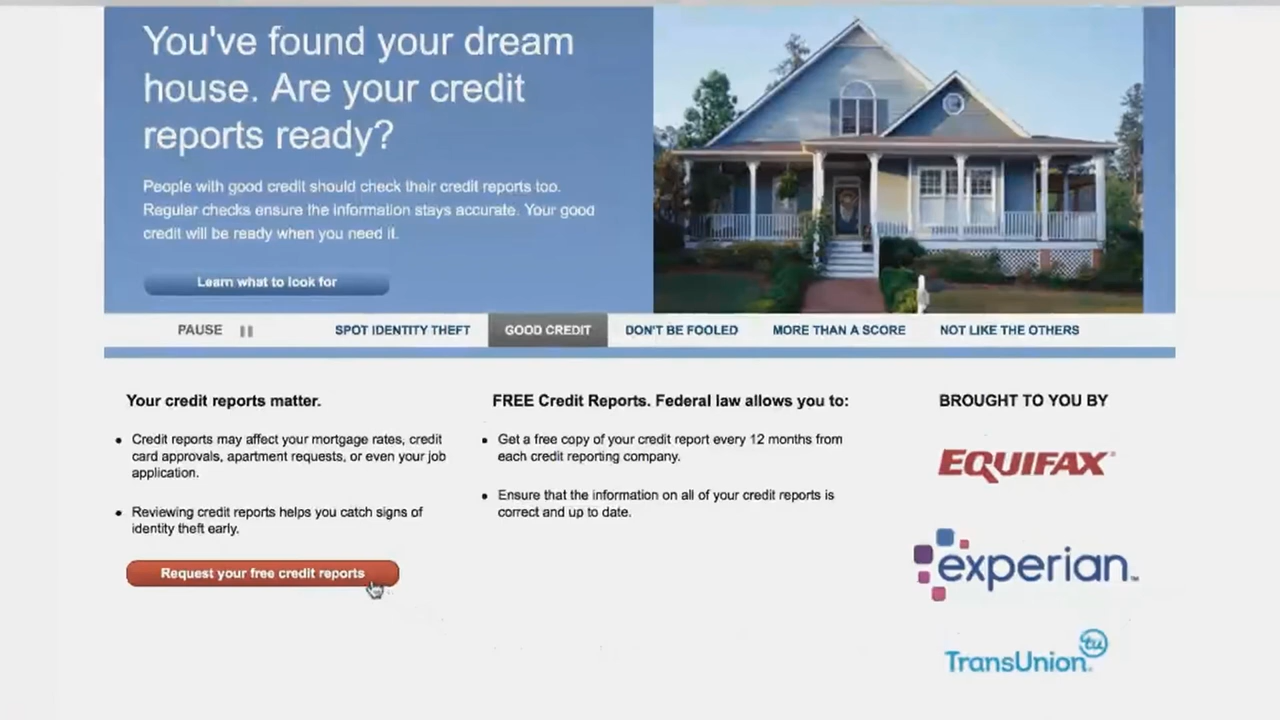 You've found your dream
house. Are your credit
reports ready?
People with good credit should check their credit reports too.
Regular checks ensure the information stays accurate. Your good
credit will be ready when you need it.
Learn what to look for
PAUSE SPOT IDENTITY THEFT GOOD CREDIT DON'T BE FOOLED MORE THAN A SCORE NOT LIKE THE OTHERS
Your credit reports matter.
Credit reports may affect your mortgage rates, credit
card approvals, apartment requests, or even your job
application.
Reviewing credit reports helps you catch signs of
identity theft early.
Request your free credit reports
FREE Credit Reports. Federal law allows you to:
Get a free copy of your credit report every 12 months from
each credit reporting company.
Ensure that the information on all of your credit reports is
correct and up to date.
BROUGHT TO YOU BY
EQUIFAX
experian
TransUnion
tu